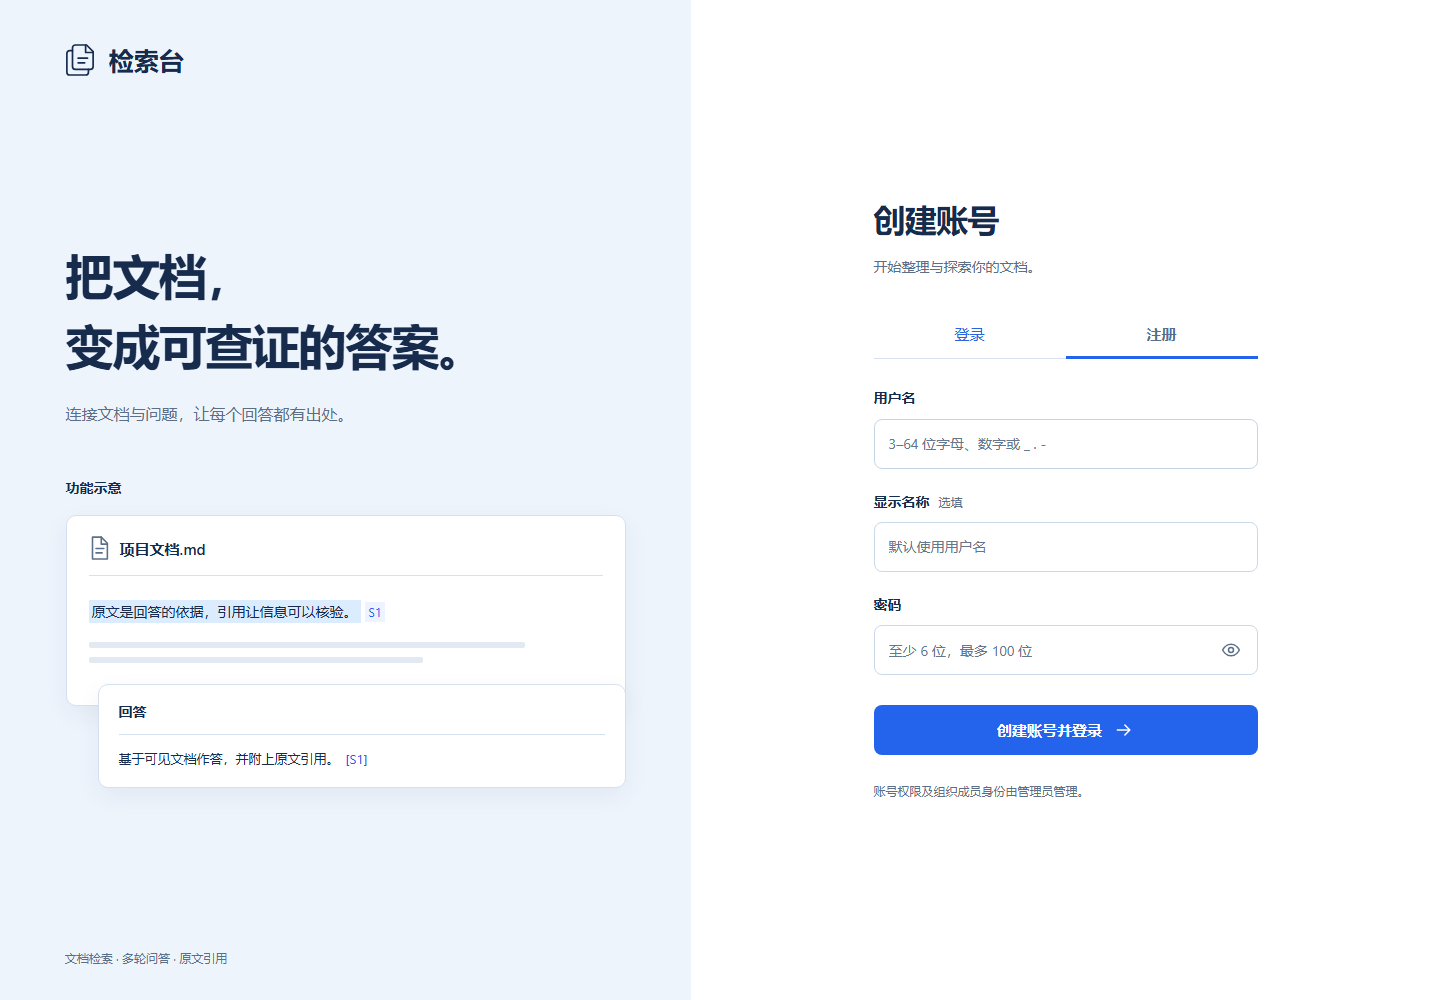 检索台
把文档，
变成可查证的答案。
连接文档与问题，让每个回答都有出处。
功能示意
项目文档.md
原文是回答的依据，引用让信息可以核验。 S1
回答
基于可见文档作答，并附上原文引用。 [S1]
文档检索 · 多轮问答 · 原文引用
创建账号
开始整理与探索你的文档。
登录 注册
用户名
3–64 位字母、数字或 _ . -
显示名称 选填
默认使用用户名
密码
至少 6 位，最多 100 位
创建账号并登录 →
账号权限及组织成员身份由管理员管理。